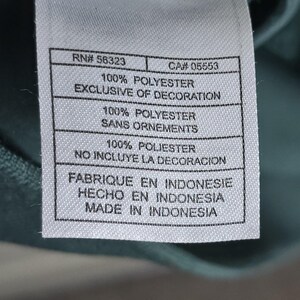 RN# 56323 CA# 05553
100% POLYESTER
EXCLUSIVE OF DECORATION
100% POLYESTER
SANS ORNEMENTS
100% POLIESTER
NO INCLUYE LA DECORACION
FABRIQUE EN INDONESIE
HECHO EN INDONESIA
MADE IN INDONESIA